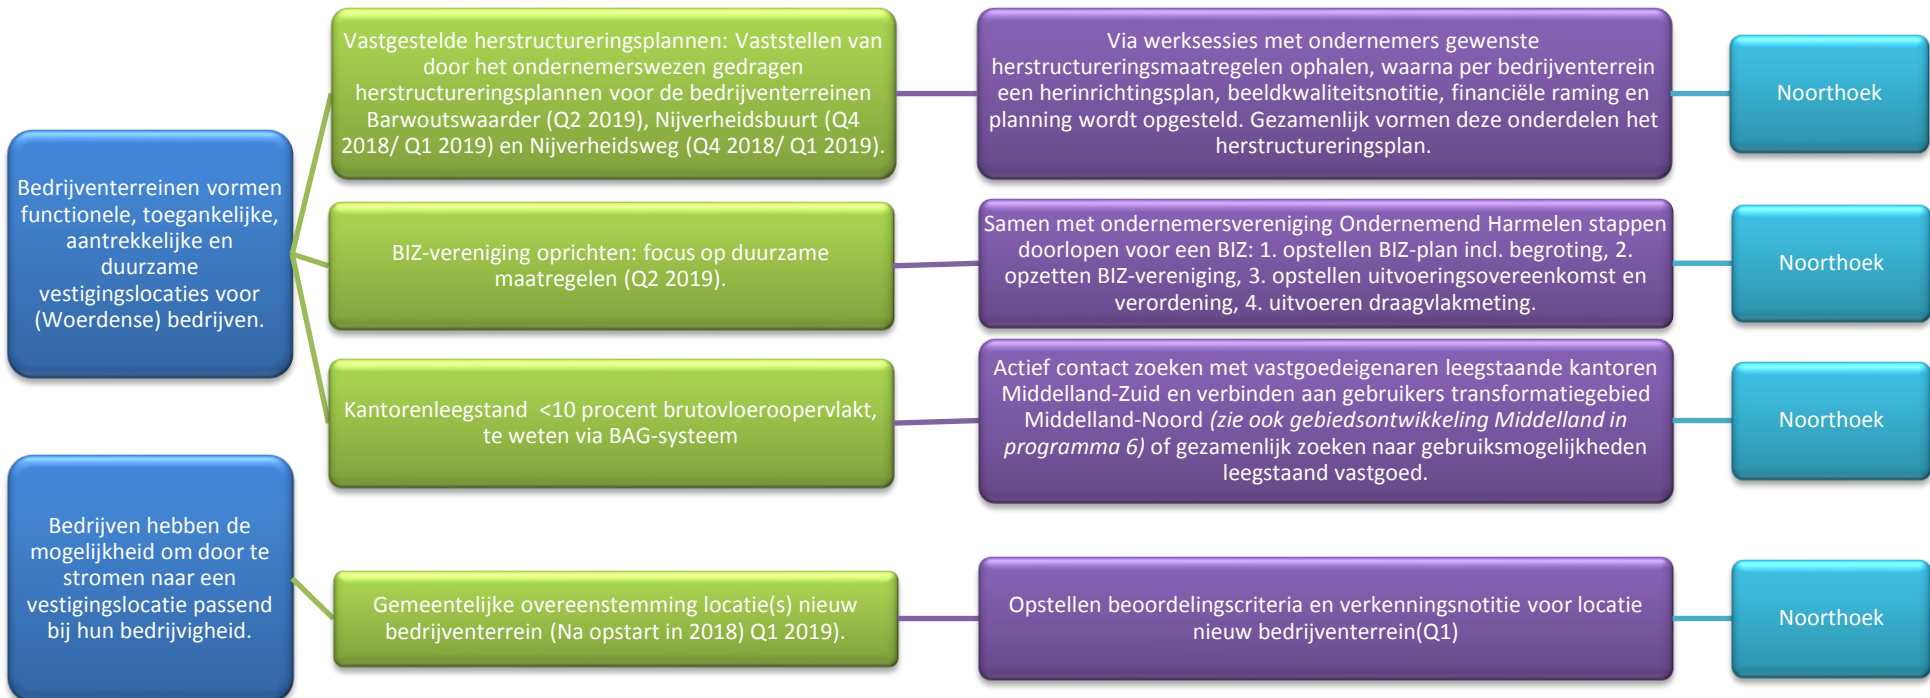 Bedrijventerreinen vormen
functionele, toegankelijke,
aantrekkelijke en
duurzame
vestigingslocaties voor
(Woerdense) bedrijven.
Vastgestelde herstructureringsplannen: Vaststellen van
door het ondernemerswezen gedragen
herstructureringsplannen voor de bedrijventerreinen
Barwoutswaarder (Q2 2019), Nijverheidsbuurt (Q4
2018/ Q1 2019) en Nijverheidsweg (Q4 2018/ Q1 2019).
Via werksessies met ondernemers gewenste
herstructureringsmaatregelen ophalen, waarna per bedrijventerrein
een herinrichtingsplan, beeldkwaliteitsnotitie, financiële raming en
planning wordt opgesteld. Gezamenlijk vormen deze onderdelen het
herstructureringsplan.
Noorthoek
BIZ-vereniging oprichten: focus op duurzame
maatregelen (Q2 2019).
Samen met ondernemersvereniging Ondernemend Harmelen stappen
doorlopen voor een BIZ: 1. opstellen BIZ-plan incl. begroting, 2.
opzetten BIZ-vereniging, 3. opstellen uitvoeringsovereenkomst en
verordening, 4. uitvoeren draagvlakmeting.
Noorthoek
Kantorenleegstand <10 procent brutovloeroopervlakt,
te weten via BAG-systeem
Actief contact zoeken met vastgoedeigenaren leegstaande kantoren
Middelland-Zuid en verbinden aan gebruikers transformatiegebied
Middelland-Noord (zie ook gebiedsontwikkeling Middelland in
programma 6) of gezamenlijk zoeken naar gebruiksmogelijkheden
leegstaand vastgoed.
Noorthoek
Bedrijven hebben de
mogelijkheid om door te
stromen naar een
vestigingslocatie passend
bij hun bedrijvigheid.
Gemeentelijke overeenstemming locatie(s) nieuw
bedrijventerrein (Na opstart in 2018) Q1 2019).
Opstellen beoordelingscriteria en verkenningsnotitie voor locatie
nieuw bedrijventerrein(Q1)
Noorthoek